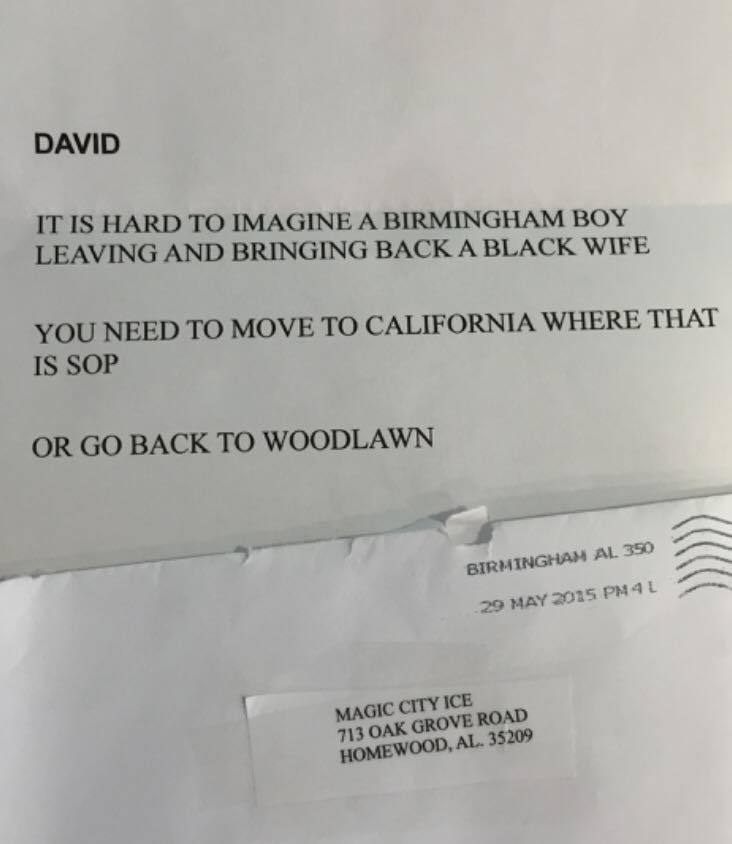 DAVID
IT IS HARD TO IMAGINE A BIRMINGHAM BOY
LEAVING AND BRINGING BACK A BLACK WIFE
YOU NEED TO MOVE TO CALIFORNIA WHERE THAT
IS SOP
OR GO BACK TO WOODLAWN
BIRMINGHAM AL 350
29 MAY 2015 PM 4 L
MAGIC CITY ICE
713 OAK GROVE ROAD
HOMEWOOD, AL. 35209